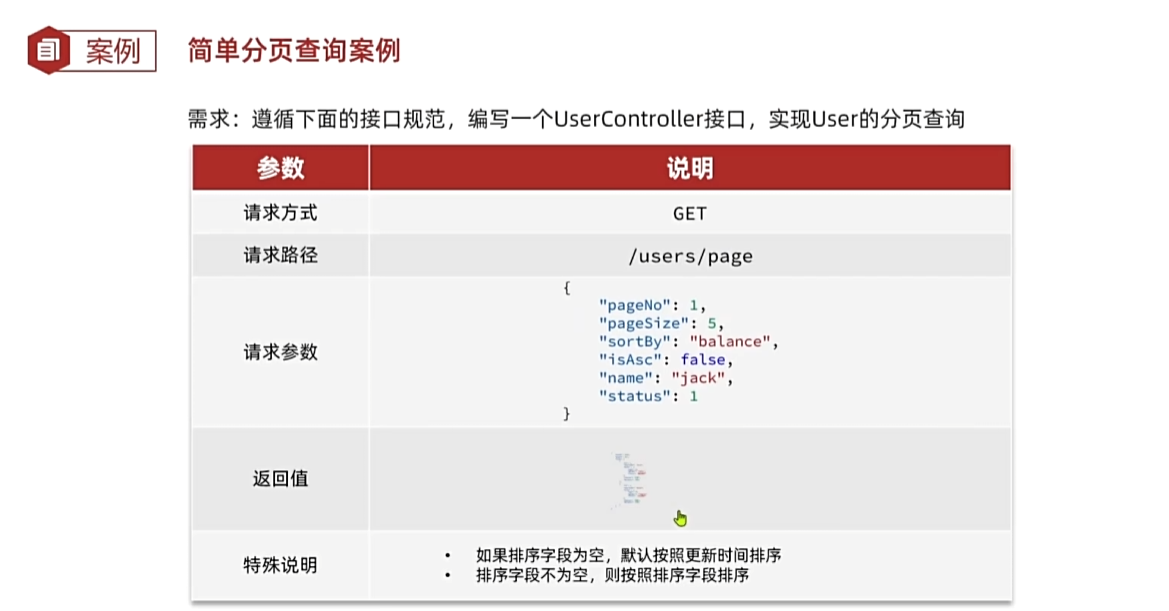 案例
简单分页查询案例
需求：遵循下面的接口规范，编写一个UserController接口，实现User的分页查询
参数 说明
请求方式 GET
请求路径 /users/page
请求参数
{
"pageNo": 1,
"pageSize": 5,
"sortBy": "balance",
"isAsc": false,
"name": "jack",
"status": 1
}
返回值
特殊说明
• 如果排序字段为空，默认按照更新时间排序
• 排序字段不为空，则按照排序字段排序